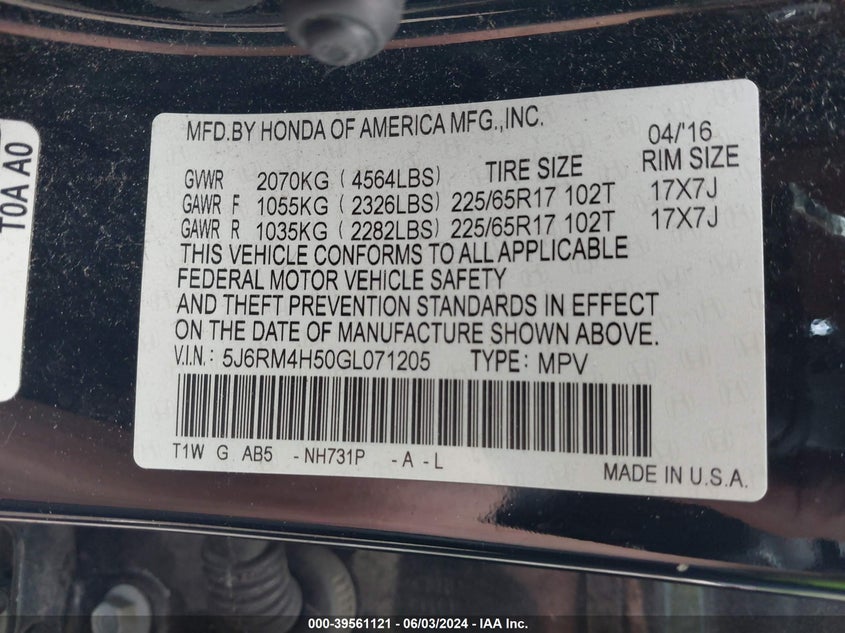 MFD.BY HONDA OF AMERICA MFG.,INC.
04/'16
GVWR 2070KG ( 4564LBS) TIRE SIZE RIM SIZE
GAWR F 1055KG ( 2326LBS) 225/65R17 102T 17X7J
GAWR R 1035KG ( 2282LBS) 225/65R17 102T 17X7J
THIS VEHICLE CONFORMS TO ALL APPLICABLE
FEDERAL MOTOR VEHICLE SAFETY
AND THEFT PREVENTION STANDARDS IN EFFECT
ON THE DATE OF MANUFACTURE SHOWN ABOVE.
V.I.N: 5J6RM4H50GL071205 TYPE: MPV
T1W G AB5 -NH731P -A -L
MADE IN U.S.A.
T0A A0
000-39561121 - 06/03/2024 - IAA Inc.